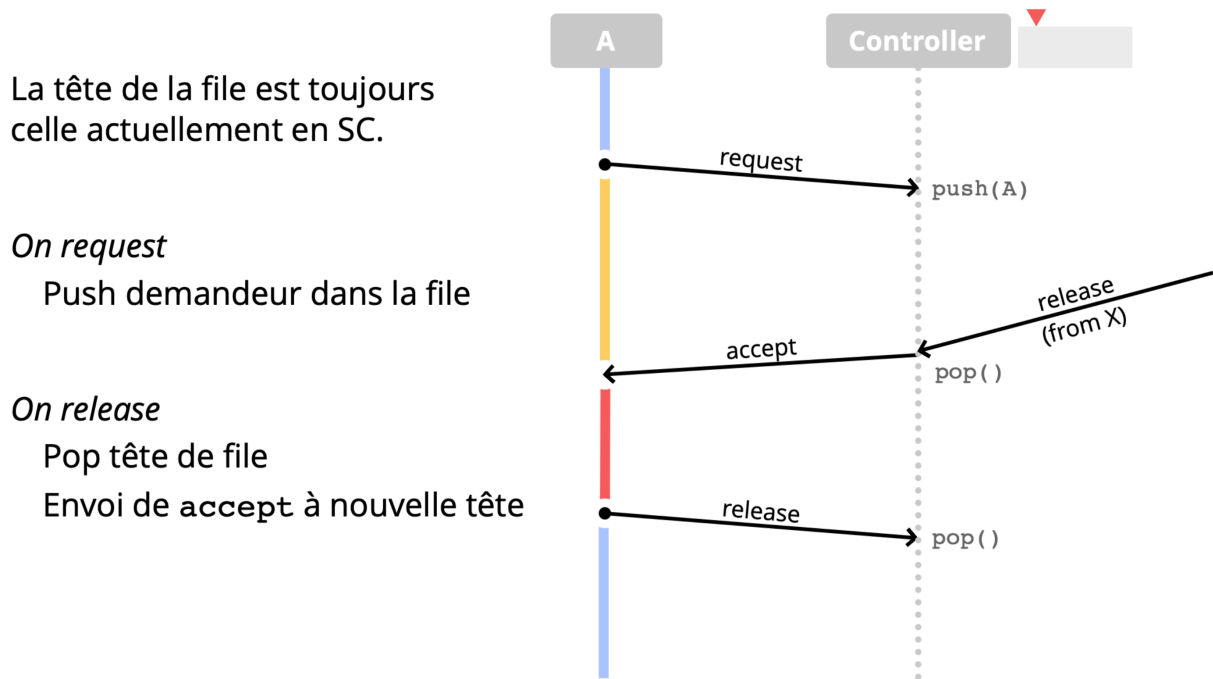 La tête de la file est toujours
celle actuellement en SC.
On request
Push demandeur dans la file
On release
Pop tête de file
Envoi de accept à nouvelle tête
A
Controller
request
push(A)
release
(from X)
accept
pop()
release
pop()